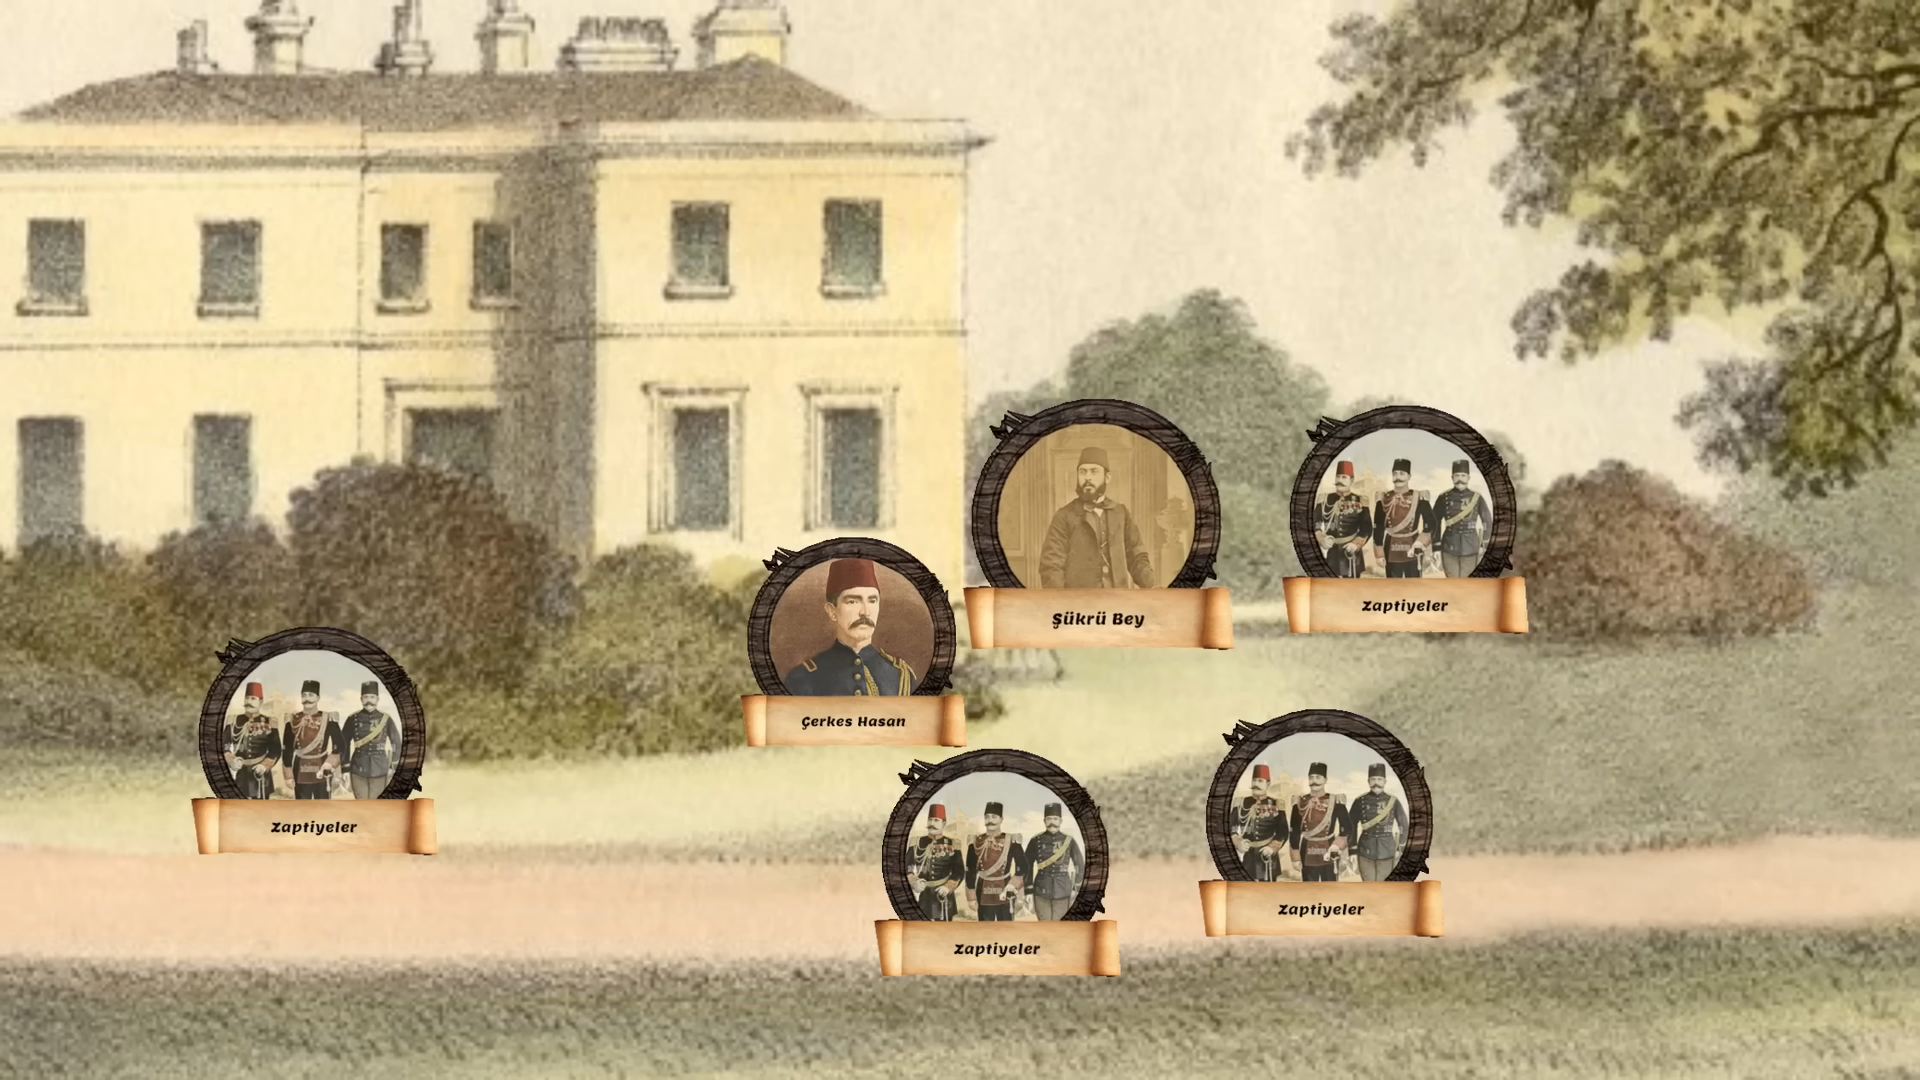 Şükrü Bey
Zaptiyeler
Çerkes Hasan
Zaptiyeler
Zaptiyeler
Zaptiyeler